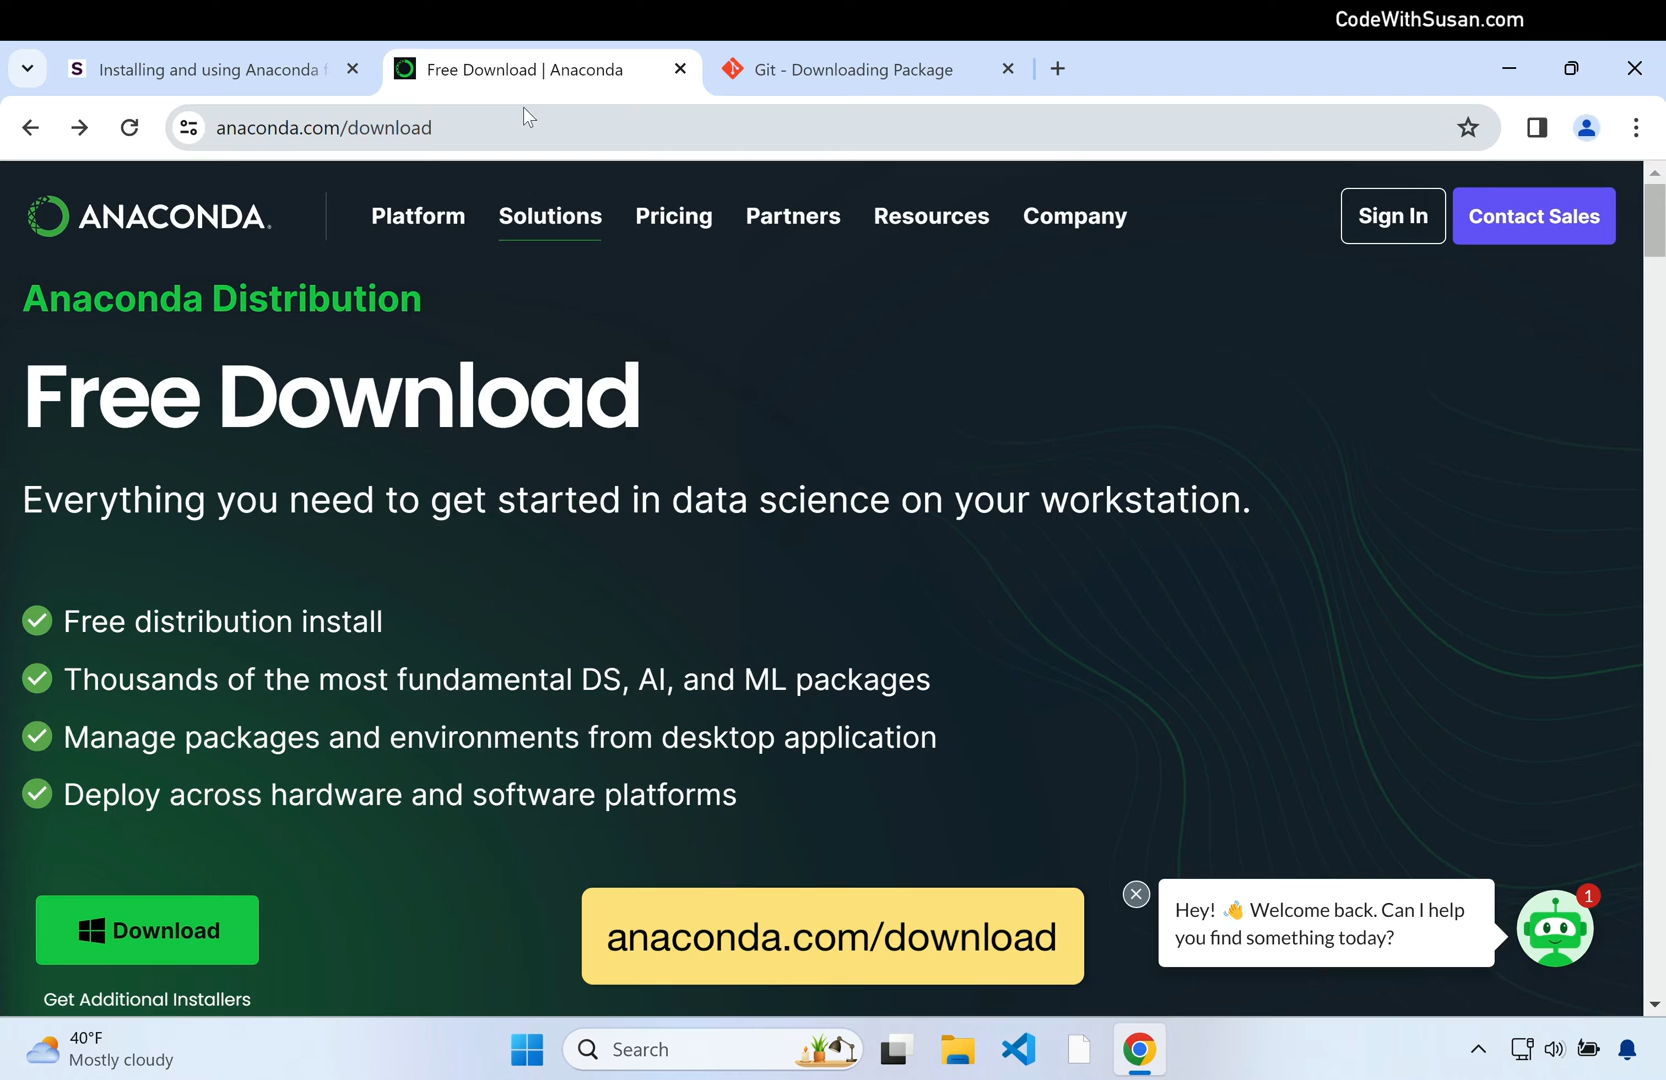 CodeWithSusan.com
Installing and using Anaconda f
Free Download | Anaconda
Git - Downloading Package
anaconda.com/download
ANACONDA.
Platform Solutions Pricing Partners Resources Company
Sign In
Contact Sales
Anaconda Distribution
Free Download
Everything you need to get started in data science on your workstation.
Free distribution install
Thousands of the most fundamental DS, AI, and ML packages
Manage packages and environments from desktop application
Deploy across hardware and software platforms
Download
Get Additional Installers
anaconda.com/download
Hey! 👋 Welcome back. Can I help
you find something today?
1
40°F
Mostly cloudy
Search